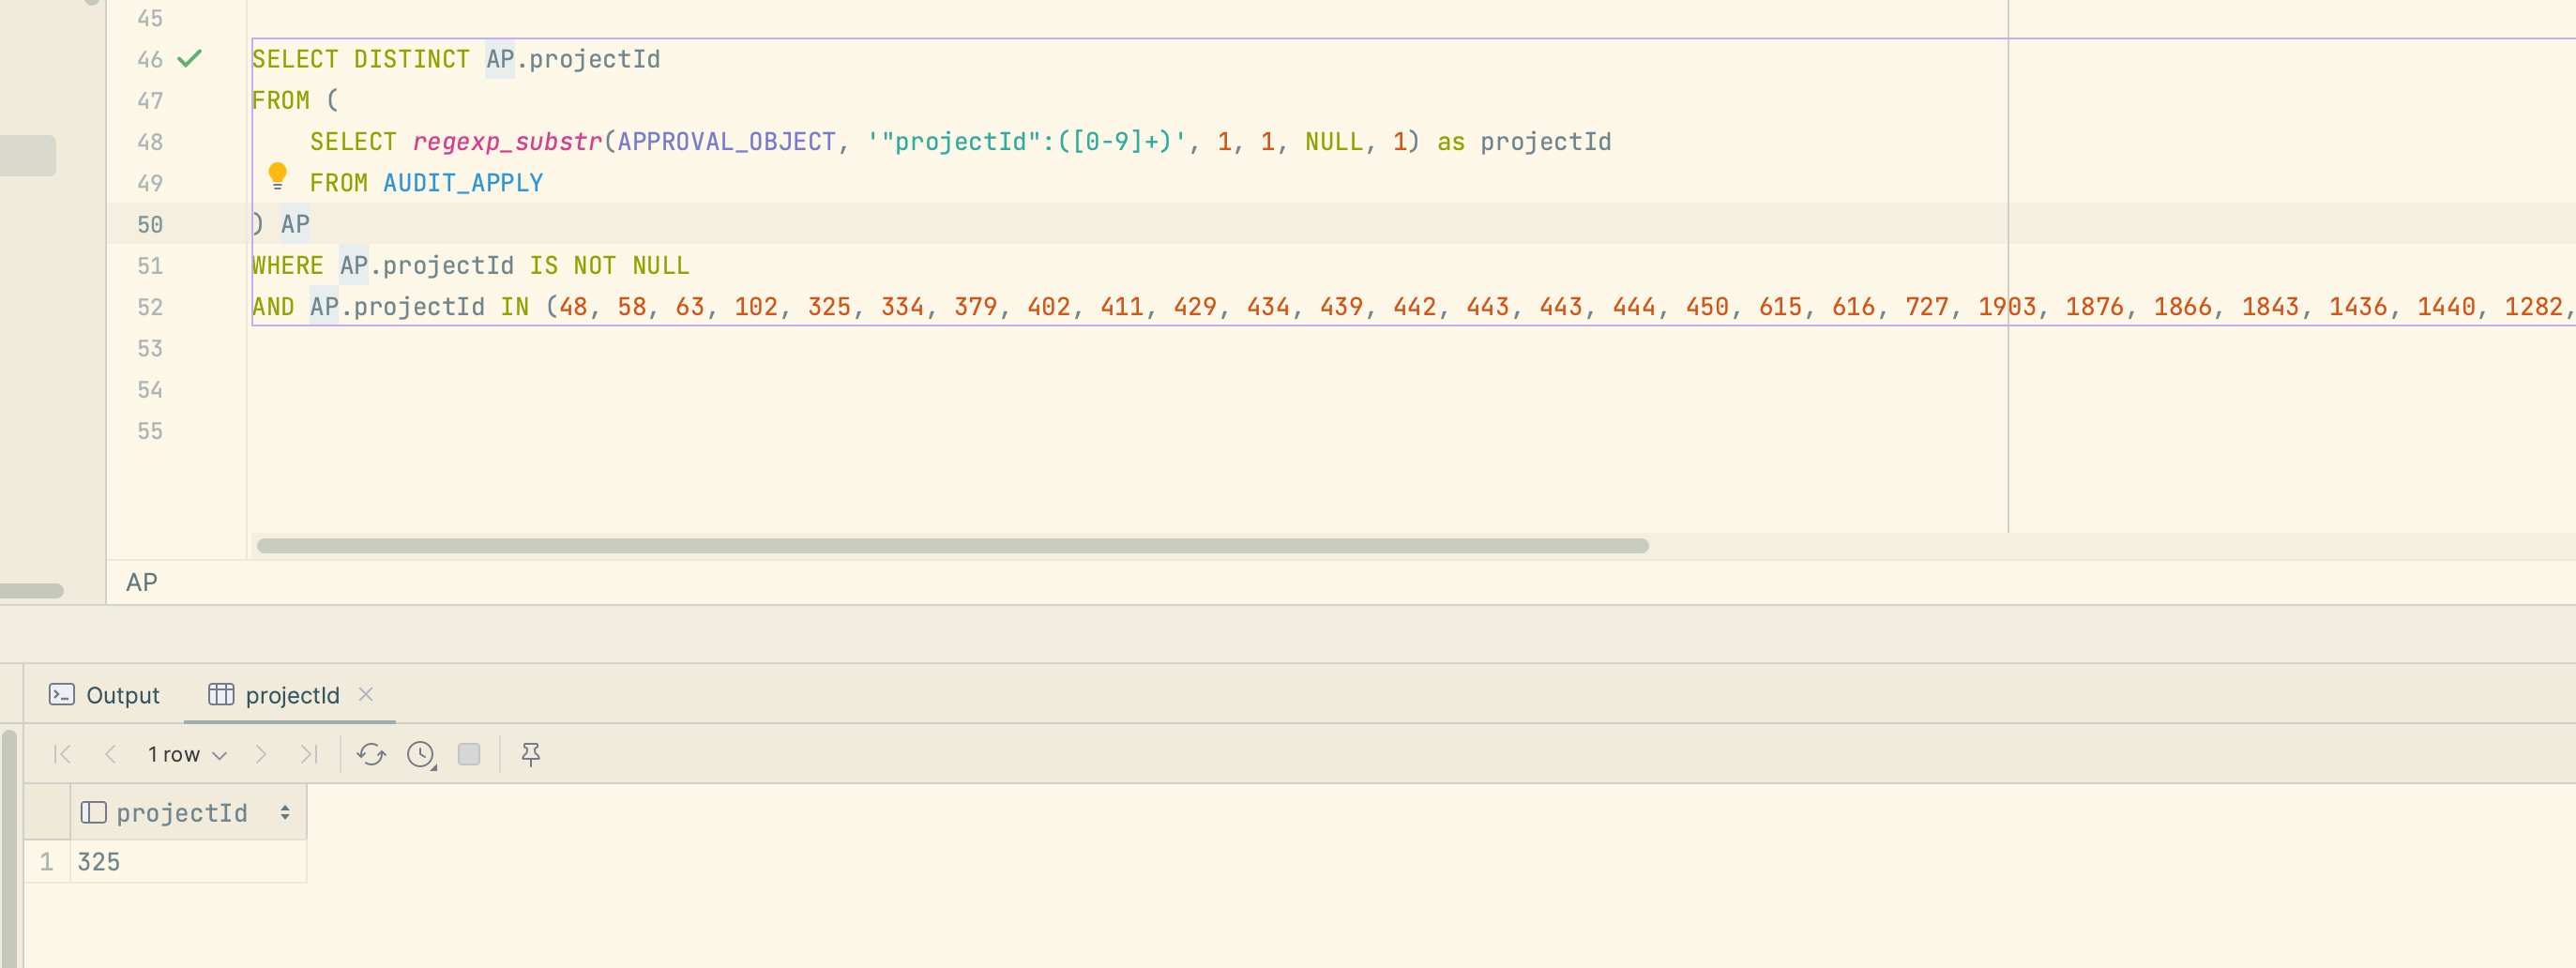 45
46 SELECT DISTINCT AP.projectId
47 FROM (
48 SELECT regexp_substr(APPROVAL_OBJECT, '"projectId":([0-9]+)', 1, 1, NULL, 1) as projectId
49 FROM AUDIT_APPLY
50 ) AP
51 WHERE AP.projectId IS NOT NULL
52 AND AP.projectId IN (48, 58, 63, 102, 325, 334, 379, 402, 411, 429, 434, 439, 442, 443, 443, 444, 450, 615, 616, 727, 1903, 1876, 1866, 1843, 1436, 1440, 1282,
53
54
55
AP
Output projectId
1 row
projectId
1 325